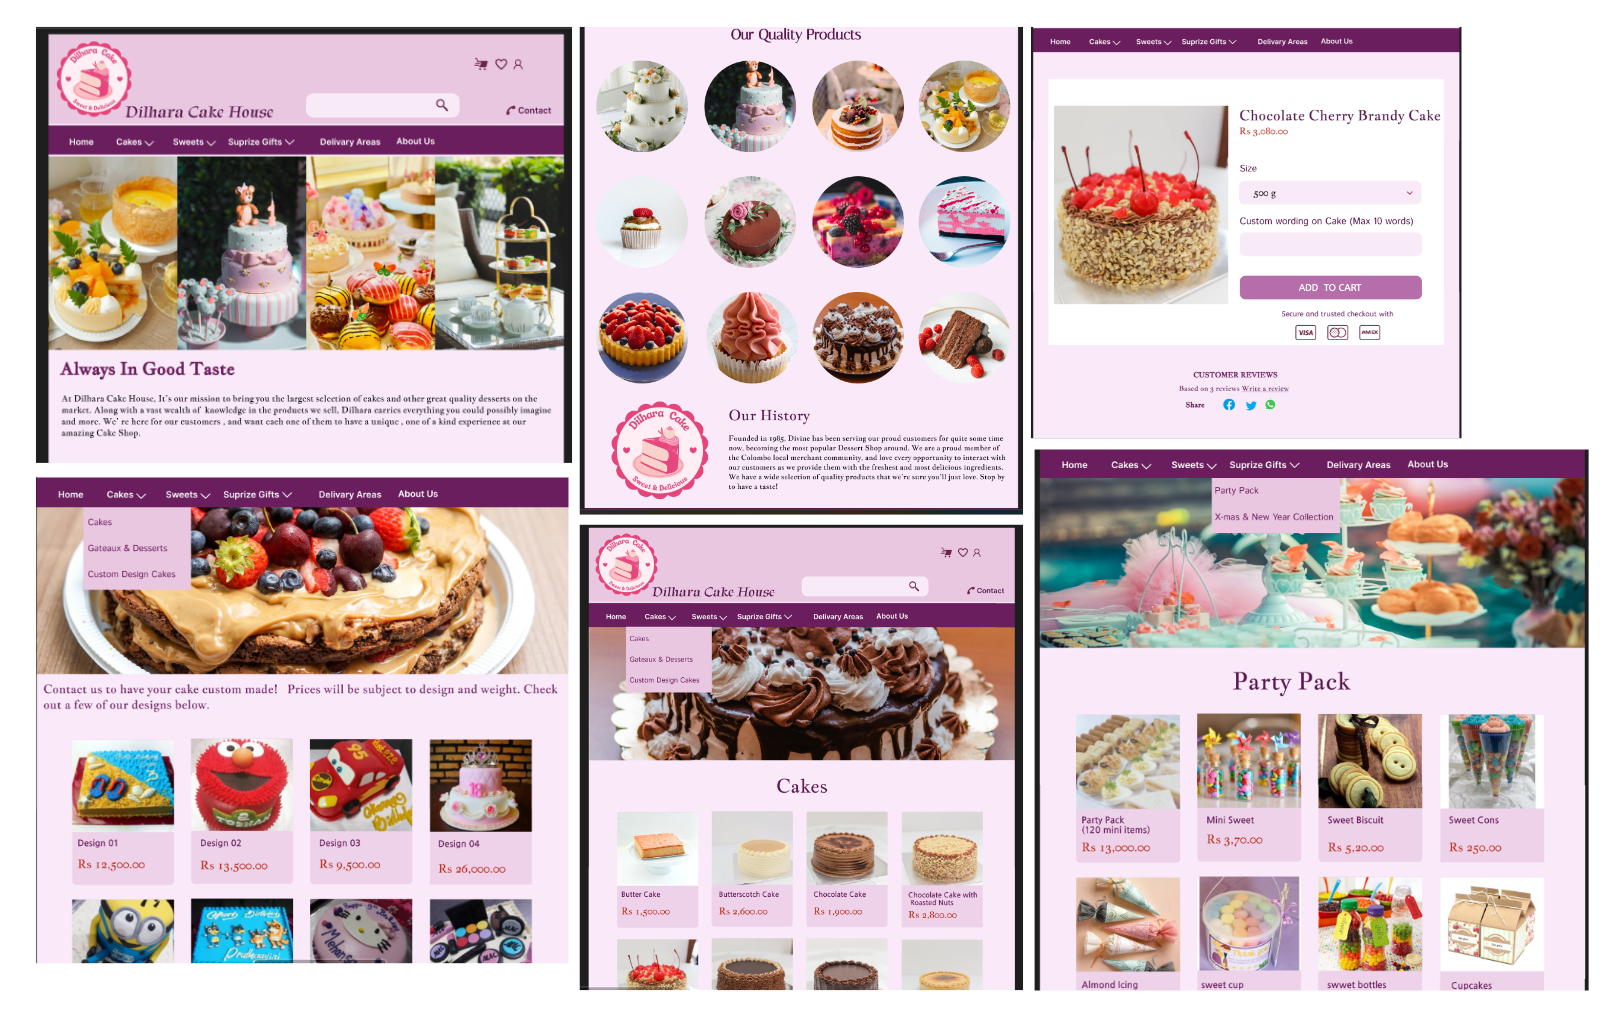 Dilhara Cake
Sweet & Delicious
Dilhara Cake House
Contact
Home Cakes Sweets Suprize Gifts Delivary Areas About Us
Always In Good Taste
At Dilhara Cake House, It's our mission to bring you the largest selection of cakes and other great quality desserts on the
market. Along with a vast wealth of knowledge in the products we sell, Dilhara carries everything you could possibly imagine
and more. We' re here for our customers , and want each one of them to have a unique , one of a kind experience at our
amazing Cake Shop.
Our Quality Products
Dilhara Cake
Sweet & Delicious
Our History
Founded in 1965, Divine has been serving our proud customers for quite some time
now, becoming the most popular Dessert Shop around. We are a proud member of
the Colombo local merchant community, and love every opportunity to interact with
our customers as we provide them with the freshest and most delicious ingredients.
We have a wide selection of quality products that we're sure you'll just love. Stop by
to have a taste!
Home Cakes Sweets Suprize Gifts Delivary Areas About Us
Chocolate Cherry Brandy Cake
Rs 3,080.00
Size
500 g
Custom wording on Cake (Max 10 words)
ADD TO CART
Secure and trusted checkout with
VISA
AMEX
CUSTOMER REVIEWS
Based on 3 reviews Write a review
Share
Home Cakes Sweets Suprize Gifts Delivary Areas About Us
Cakes
Gateaux & Desserts
Custom Design Cakes
Contact us to have your cake custom made! Prices will be subject to design and weight. Check
out a few of our designs below.
18
95
Design 01 Design 02 Design 03 Design 04
Rs 12,500.00 Rs 13,500.00 Rs 9,500.00 Rs 26,000.00
MAC
Dilhara Cake
Sweet & Delicious
Dilhara Cake House
Contact
Home Cakes Sweets Suprize Gifts Delivary Areas About Us
Cakes
Gateaux & Desserts
Custom Design Cakes
Cakes
Butter Cake Butterscotch Cake Chocolate Cake Chocolate Cake with
Roasted Nuts
Rs 1,500.00 Rs 2,600.00 Rs 1,900.00 Rs 2,800.00
Home Cakes Sweets Suprize Gifts Delivary Areas About Us
Party Pack
X-mas & New Year Collection
Party Pack
Party Pack Mini Sweet Sweet Biscuit Sweet Cons
(120 mini items)
Rs 13,000.00 Rs 3,70.00 Rs 5,20.00 Rs 250.00
Almond Icing sweet cup swwet bottles Cupcakes